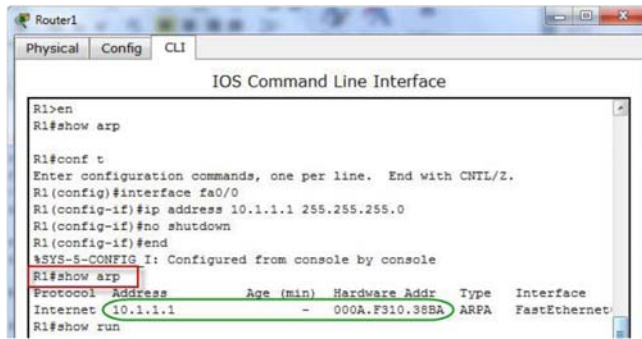 Router1
Physical Config CLI
IOS Command Line Interface
R1>en
R1#show arp
R1#conf t
Enter configuration commands, one per line. End with CNTL/Z.
R1(config)#interface fa0/0
R1(config-if)#ip address 10.1.1.1 255.255.255.0
R1(config-if)#no shutdown
R1(config-if)#end
%SYS-5-CONFIG_I: Configured from console by console
R1#show arp
Protocol Address Age (min) Hardware Addr Type Interface
Internet 10.1.1.1 - 000A.F310.38BA ARPA FastEthernet
R1#show run